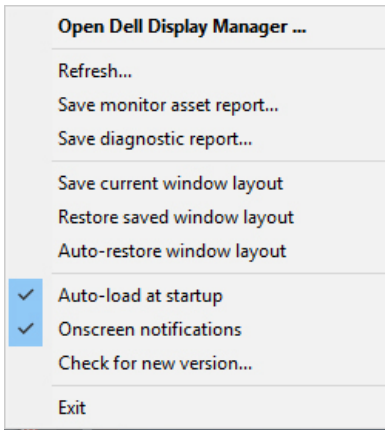 Open Dell Display Manager ...
Refresh...
Save monitor asset report...
Save diagnostic report...
Save current window layout
Restore saved window layout
Auto-restore window layout
Auto-load at startup
Onscreen notifications
Check for new version...
Exit